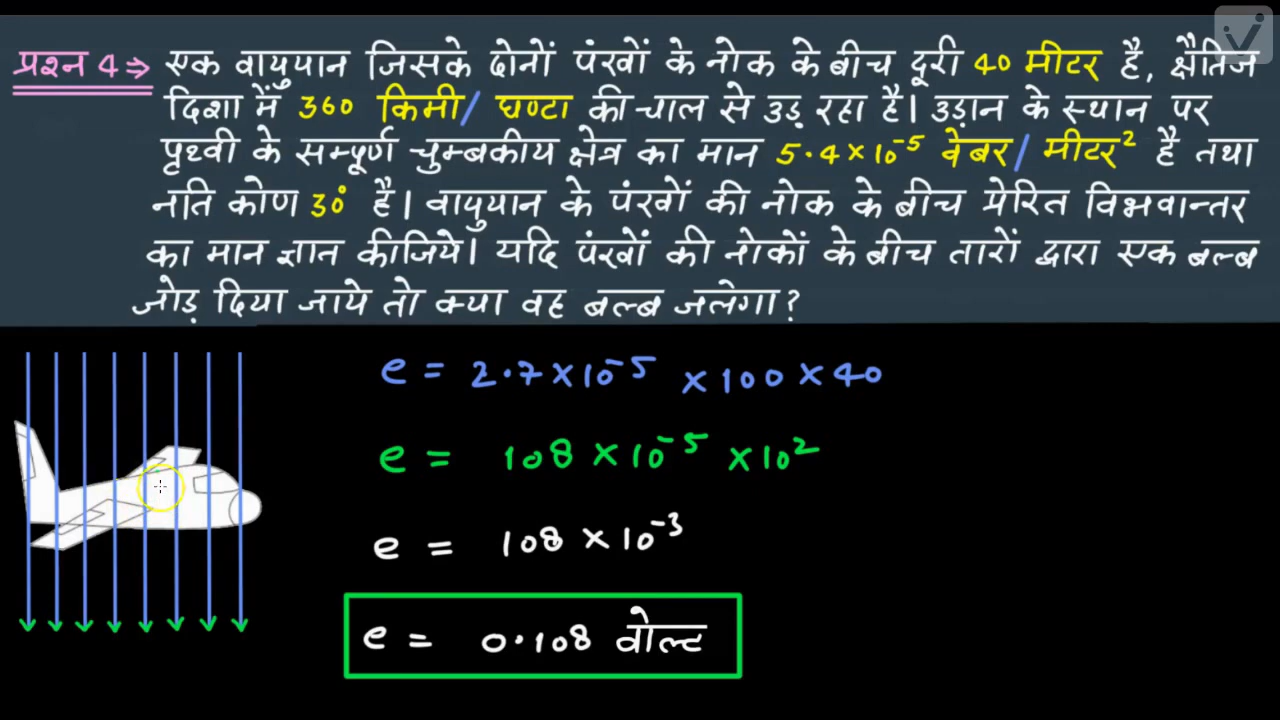 प्रश्न 4⇒ एक वायुयान जिसके दोनों पंखों के नोक के बीच दूरी 40 मीटर है, क्षैतिज
दिशा में 360 किमी/ घण्टा की चाल से उड़ रहा है। उड़ान के स्थान पर
पृथ्वी के सम्पूर्ण चुम्बकीय क्षेत्र का मान 5.4×10⁻⁵ वेबर/ मीटर² है तथा
नति कोण 30° है। वायुयान के पंखों की नोक के बीच प्रेरित विभवान्तर
का मान ज्ञात कीजिये। यदि पंखों की नोकों के बीच तारों द्वारा एक बल्ब
जोड़ दिया जाये तो क्या वह बल्ब जलेगा?
e = 2.7×10⁻⁵ ×100×40
e = 108×10⁻⁵ ×10²
e = 108×10⁻³
e = 0.108 वोल्ट